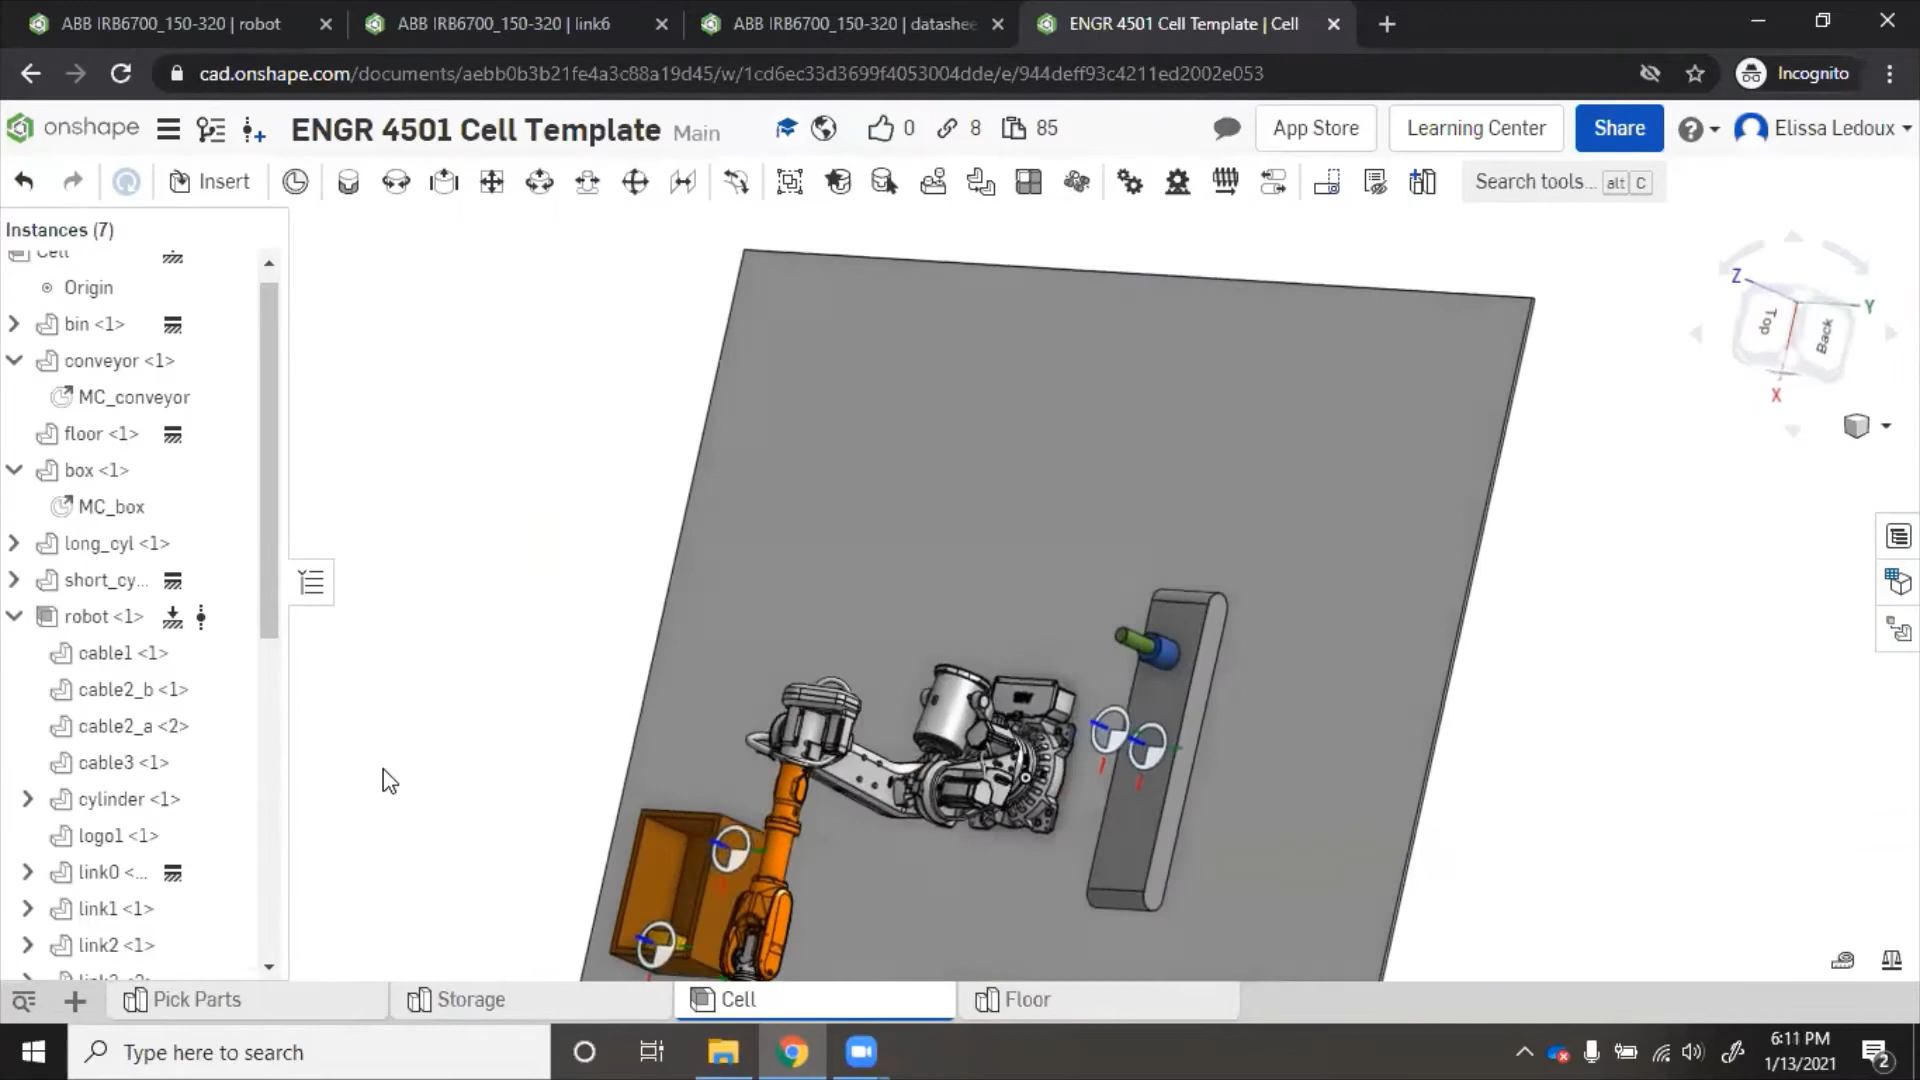 ABB IRB6700_150-320 | robot
ABB IRB6700_150-320 | link6
ABB IRB6700_150-320 | datashee
ENGR 4501 Cell Template | Cell
cad.onshape.com/documents/aebb0b3b21fe4a3c88a19d45/w/1cd6ec33d3699f4053004dde/e/944deff93c4211ed2002e053
Incognito
onshape
ENGR 4501 Cell Template Main
0
8
85
App Store
Learning Center
Share
Elissa Ledoux
Insert
Search tools... alt C
Instances (7)
Cell
Origin
bin <1>
conveyor <1>
MC_conveyor
floor <1>
box <1>
MC_box
long_cyl <1>
short_cy...
robot <1>
cable1 <1>
cable2_b <1>
cable2_a <2>
cable3 <1>
cylinder <1>
logo1 <1>
link0 <...
link1 <1>
link2 <1>
Z
Y
X
Top
Back
Pick Parts
Storage
Cell
Floor
Type here to search
6:11 PM
1/13/2021
2